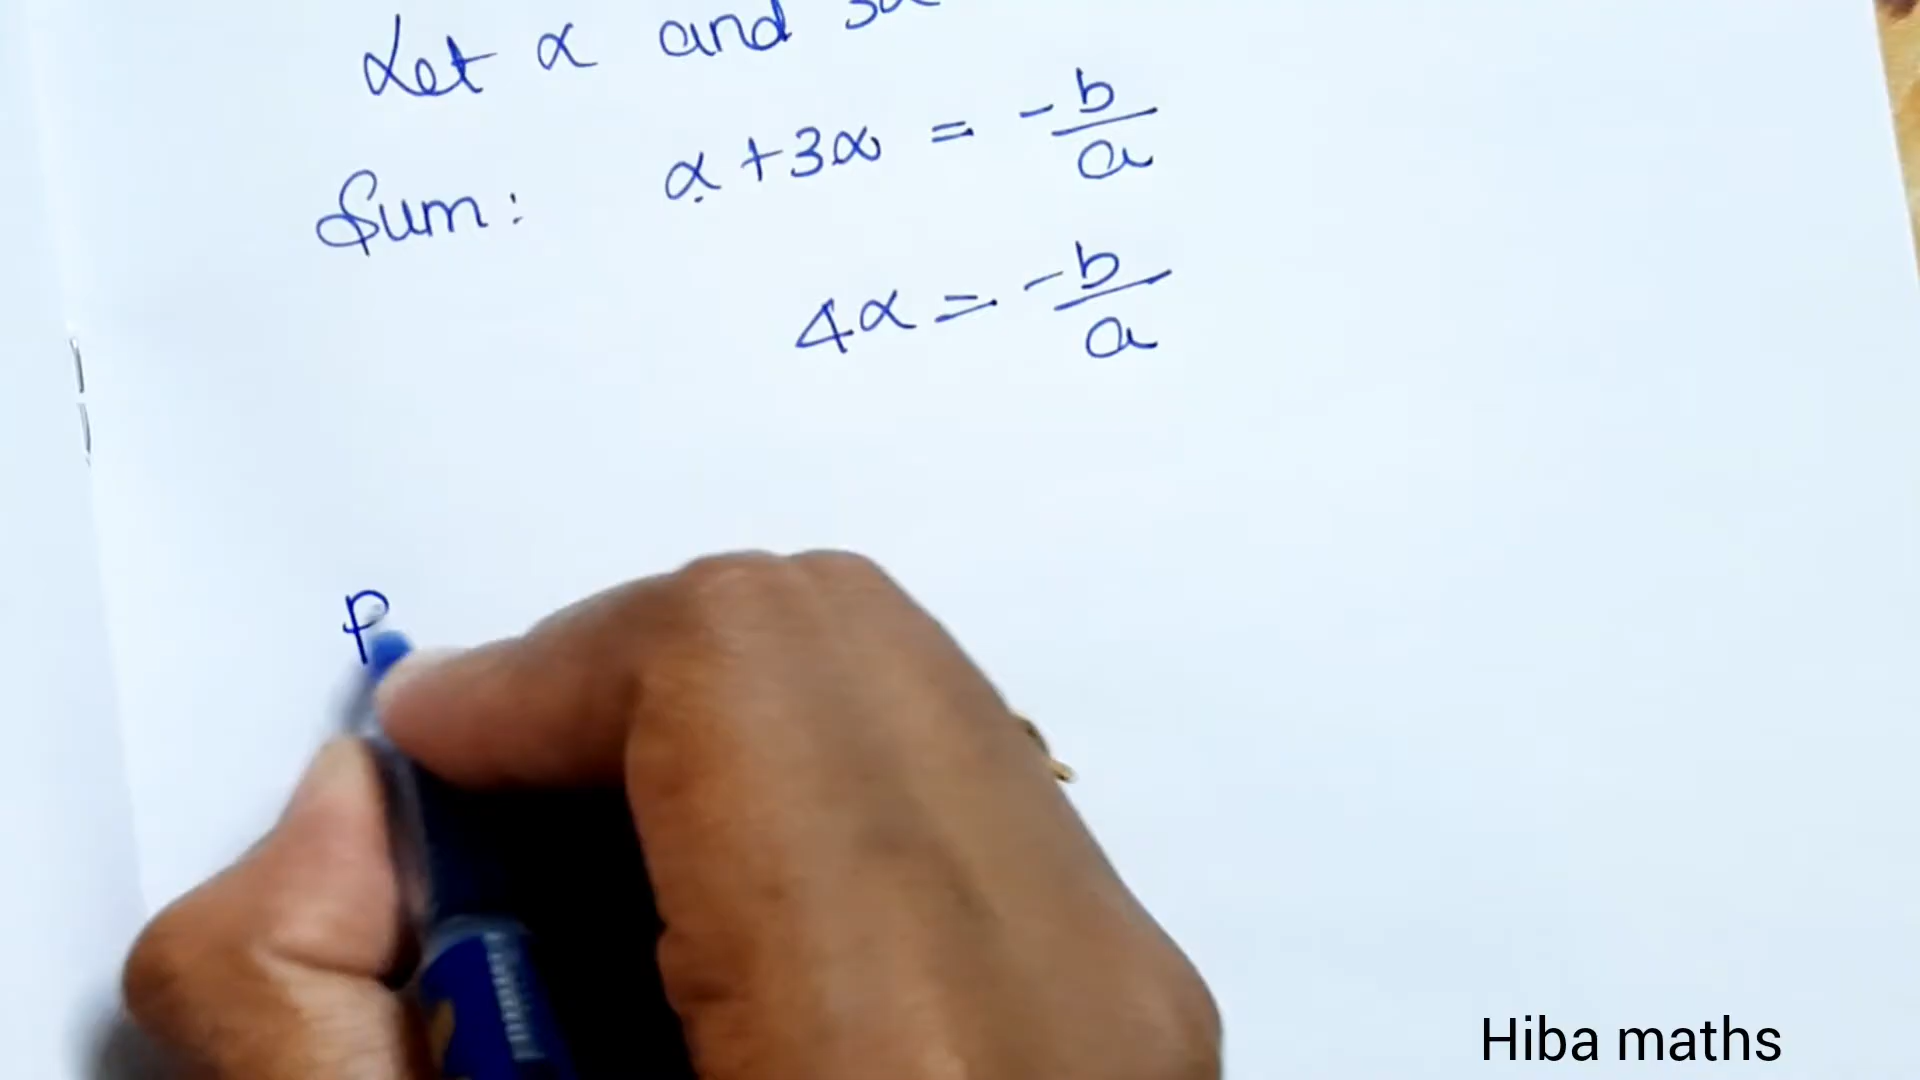 Let α and
Sum: α + 3α = -b/a
4α = -b/a
P
Hiba maths